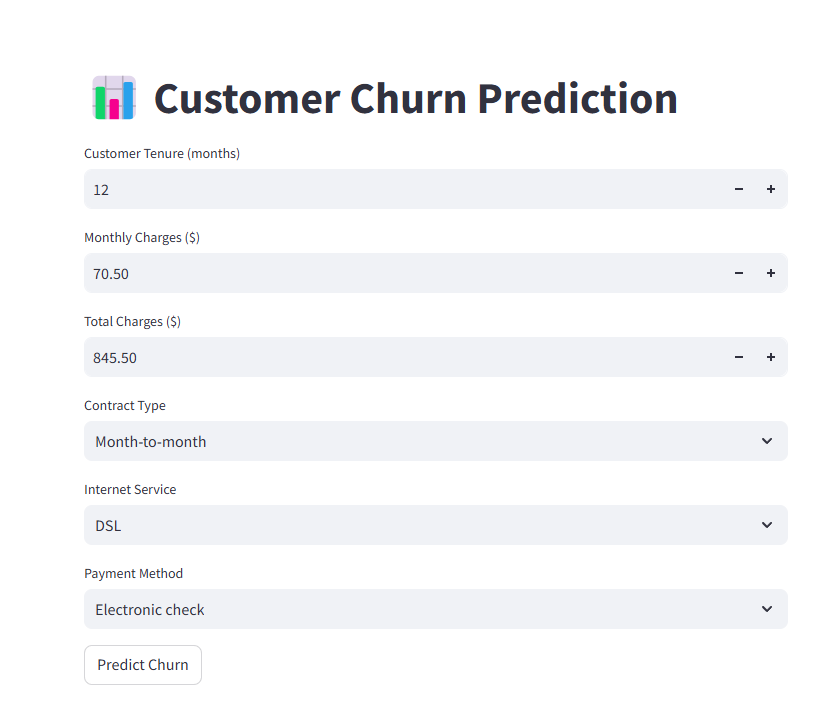 Customer Churn Prediction
Customer Tenure (months)
12
Monthly Charges ($)
70.50
Total Charges ($)
845.50
Contract Type
Month-to-month
Internet Service
DSL
Payment Method
Electronic check
Predict Churn